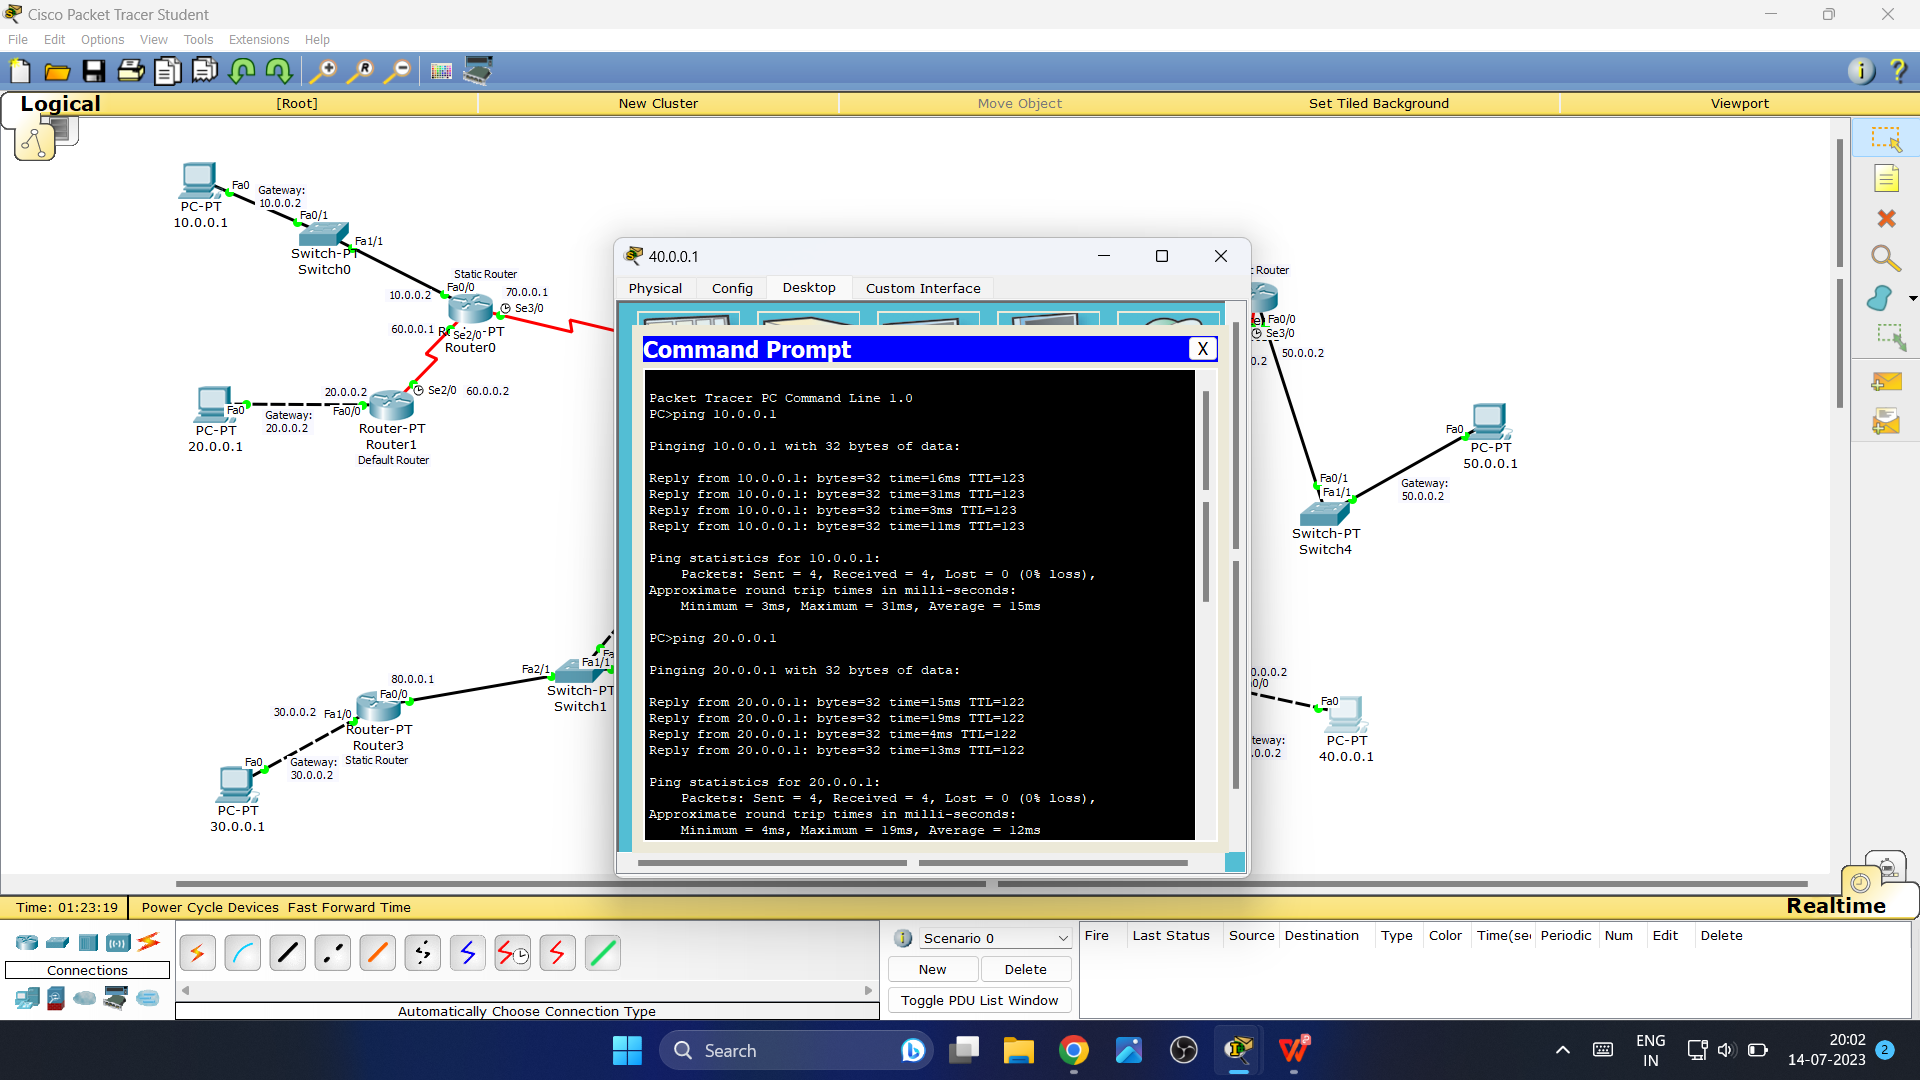 Cisco Packet Tracer Student
File Edit Options View Tools Extensions Help
Logical [Root] New Cluster Move Object Set Tiled Background Viewport
Fa0
Gateway:
10.0.0.2
PC-PT
10.0.0.1
Fa0/1
Fa1/1
Switch-PT
Switch0
Static Router
10.0.0.2
Fa0/0
70.0.0.1
Se3/0
60.0.0.1
Se2/0
-PT
Router0
Se2/0
60.0.0.2
20.0.0.2
Fa0
Gateway:
20.0.0.2
Fa0/0
PC-PT
20.0.0.1
Router-PT
Router1
Default Router
Fa2/1
Fa1/1
Switch-PT
Switch1
80.0.0.1
Fa0/0
30.0.0.2
Fa1/0
Router-PT
Router3
Static Router
Fa0
Gateway:
30.0.0.2
PC-PT
30.0.0.1
40.0.0.1
Physical Config Desktop Custom Interface
Command Prompt X
Packet Tracer PC Command Line 1.0
PC>ping 10.0.0.1
Pinging 10.0.0.1 with 32 bytes of data:
Reply from 10.0.0.1: bytes=32 time=16ms TTL=123
Reply from 10.0.0.1: bytes=32 time=31ms TTL=123
Reply from 10.0.0.1: bytes=32 time=3ms TTL=123
Reply from 10.0.0.1: bytes=32 time=11ms TTL=123
Ping statistics for 10.0.0.1:
Packets: Sent = 4, Received = 4, Lost = 0 (0% loss),
Approximate round trip times in milli-seconds:
Minimum = 3ms, Maximum = 31ms, Average = 15ms
PC>ping 20.0.0.1
Pinging 20.0.0.1 with 32 bytes of data:
Reply from 20.0.0.1: bytes=32 time=15ms TTL=122
Reply from 20.0.0.1: bytes=32 time=19ms TTL=122
Reply from 20.0.0.1: bytes=32 time=4ms TTL=122
Reply from 20.0.0.1: bytes=32 time=13ms TTL=122
Ping statistics for 20.0.0.1:
Packets: Sent = 4, Received = 4, Lost = 0 (0% loss),
Approximate round trip times in milli-seconds:
Minimum = 4ms, Maximum = 19ms, Average = 12ms
Router
Fa0/0
Se3/0
50.0.0.2
Fa0/1
Fa1/1
Switch-PT
Switch4
Fa0
Gateway:
50.0.0.2
PC-PT
50.0.0.1
Fa0
PC-PT
40.0.0.1
Time: 01:23:19 Power Cycle Devices Fast Forward Time Realtime
Connections
Automatically Choose Connection Type
Scenario 0
New Delete
Toggle PDU List Window
Fire Last Status Source Destination Type Color Time(sec Periodic Num Edit Delete
Search
ENG
IN
20:02
14-07-2023
2